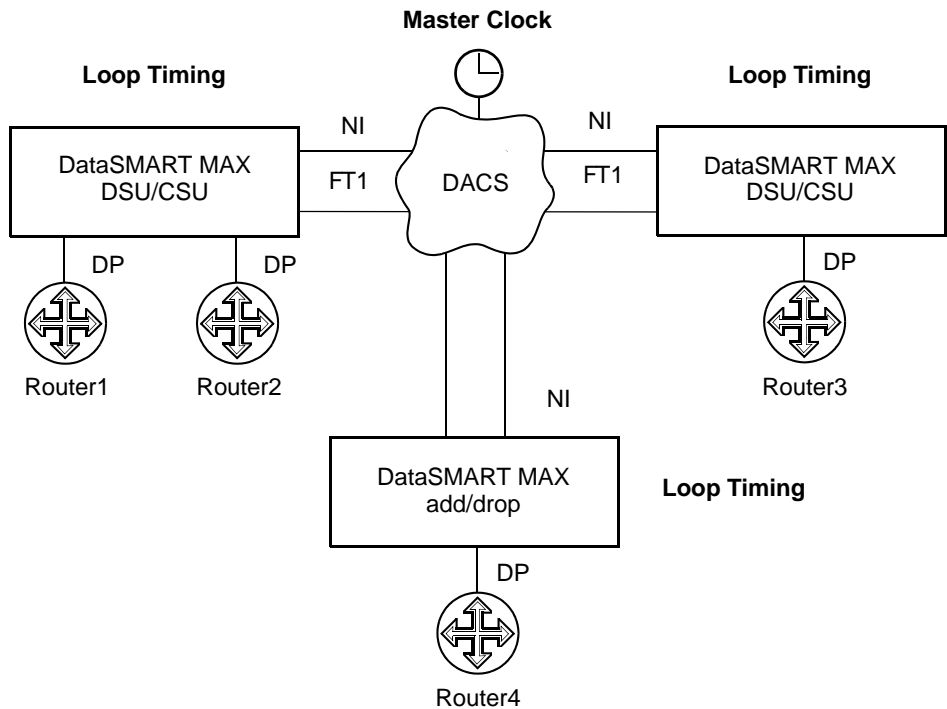 Master Clock
Loop Timing
Loop Timing
NI
NI
DataSMART MAX
DSU/CSU
FT1
DACS
FT1
DataSMART MAX
DSU/CSU
DP
DP
DP
Router1
Router2
Router3
NI
DataSMART MAX
add/drop
Loop Timing
DP
Router4